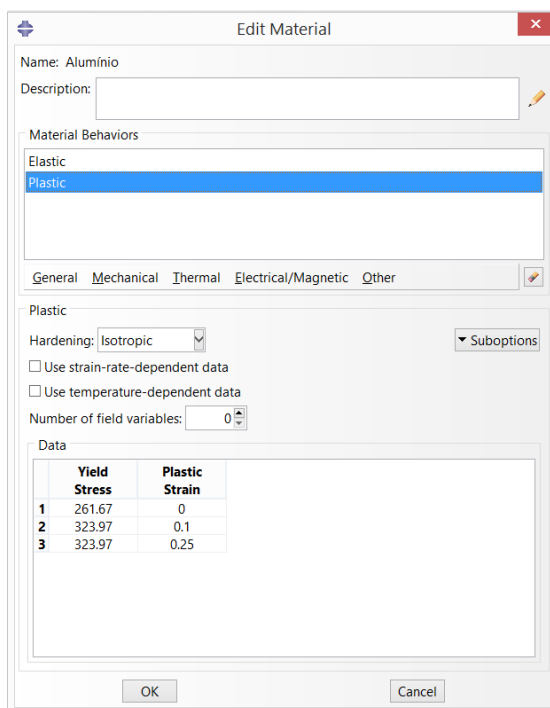 Edit Material
Name: Alumínio
Description:
Material Behaviors
Elastic
Plastic
General Mechanical Thermal Electrical/Magnetic Other
Plastic
Hardening: Isotropic Suboptions
Use strain-rate-dependent data
Use temperature-dependent data
Number of field variables: 0
Data
Yield Plastic
Stress Strain
1 261.67 0
2 323.97 0.1
3 323.97 0.25
OK Cancel